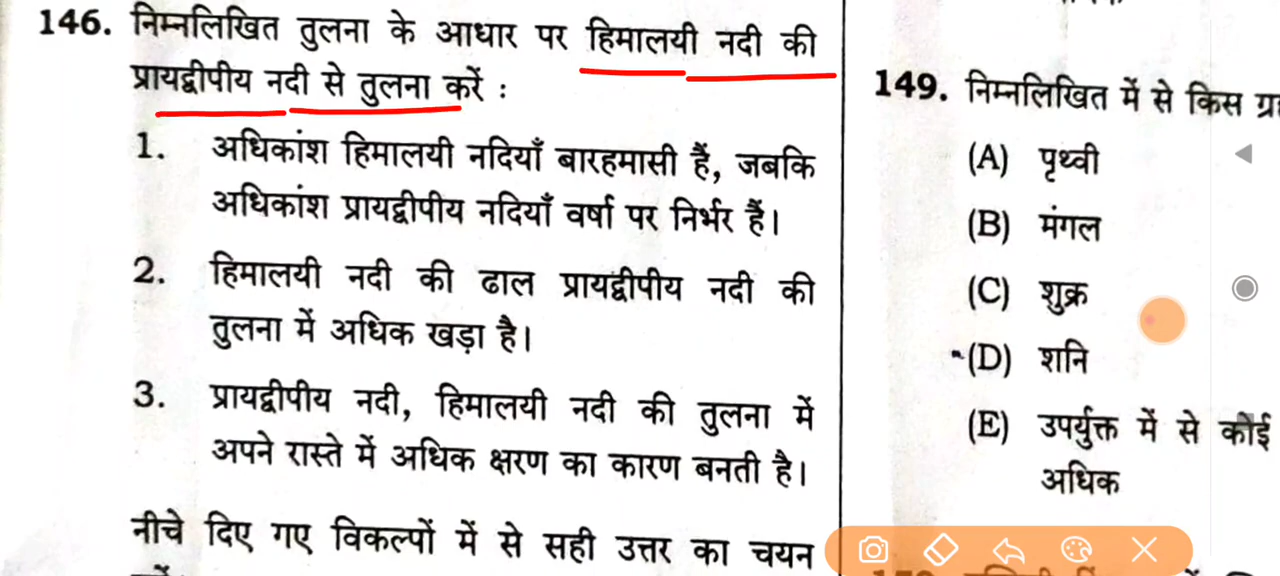 146. निम्नलिखित तुलना के आधार पर हिमालयी नदी की
प्रायद्वीपीय नदी से तुलना करें :
1. अधिकांश हिमालयी नदियाँ बारहमासी हैं, जबकि
अधिकांश प्रायद्वीपीय नदियाँ वर्षा पर निर्भर हैं।
2. हिमालयी नदी की ढाल प्रायद्वीपीय नदी की
तुलना में अधिक खड़ा है।
3. प्रायद्वीपीय नदी, हिमालयी नदी की तुलना में
अपने रास्ते में अधिक क्षरण का कारण बनती है।
नीचे दिए गए विकल्पों में से सही उत्तर का चयन
149. निम्नलिखित में से किस
(A) पृथ्वी
(B) मंगल
(C) शुक्र
(D) शनि
(E) उपर्युक्त में से कोई
अधिक